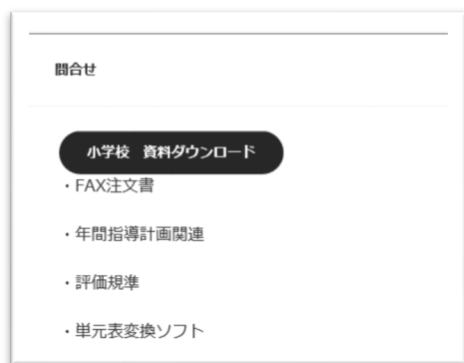 問合せ
小学校　資料ダウンロード
・FAX注文書
・年間指導計画関連
・評価規準
・単元表変換ソフト